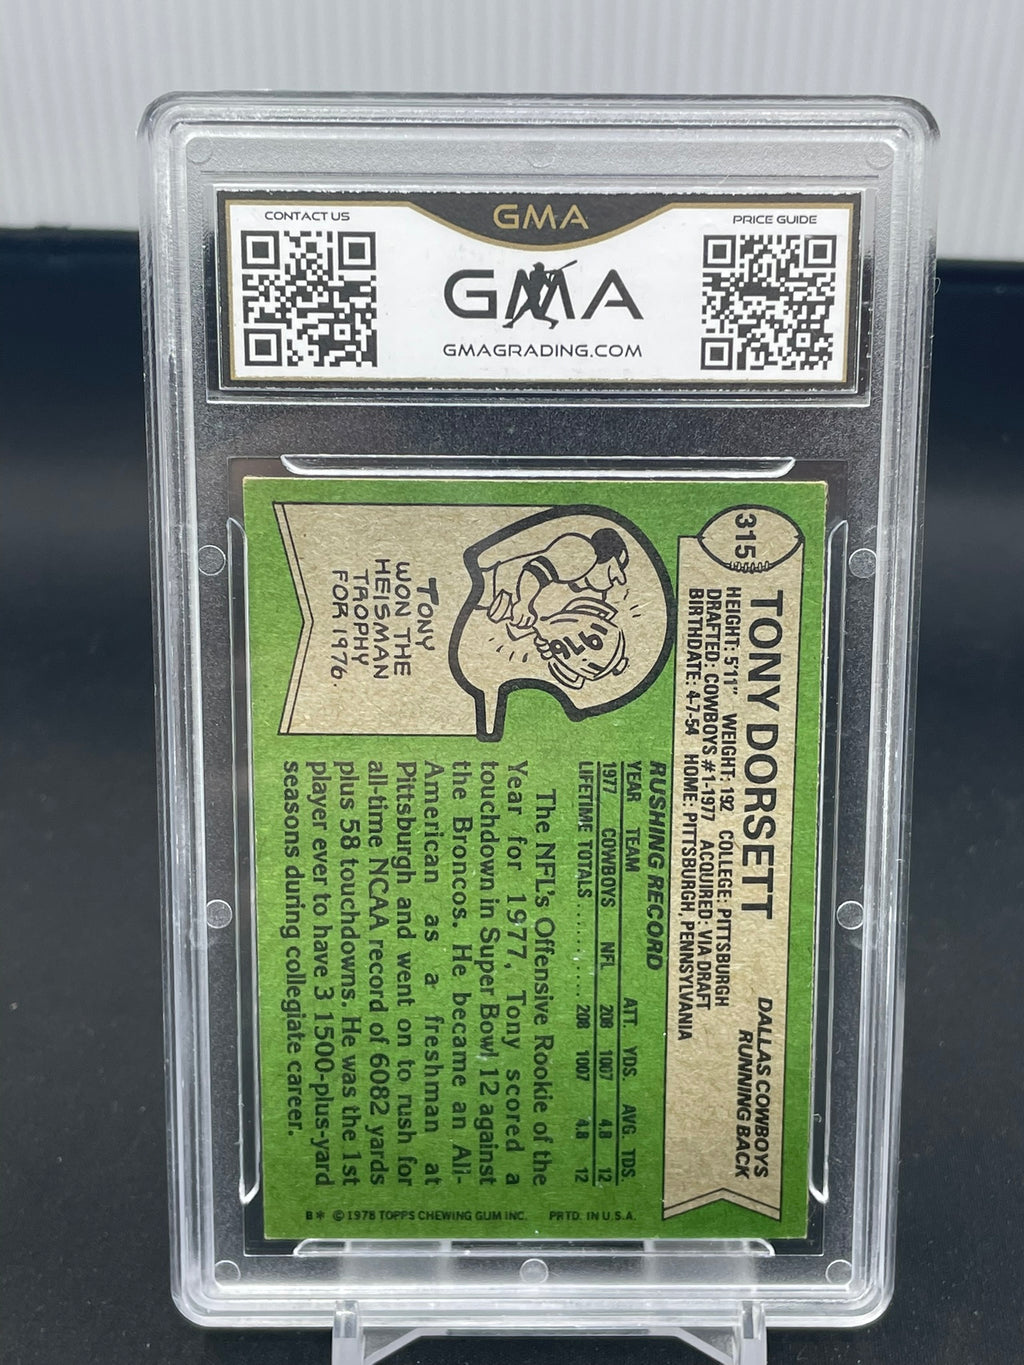 CONTACT US
GMA
PRICE GUIDE
GMA
GMAGRADING.COM
315
TONY DORSETT
DALLAS COWBOYS
RUNNING BACK
HEIGHT: 5'11" WEIGHT: 192 COLLEGE: PITTSBURGH
DRAFTED: COWBOYS #1-1977 ACQUIRED: VIA DRAFT
BIRTHDATE: 4-7-54 HOME: PITTSBURGH, PENNSYLVANIA
1976
TONY
WON THE
HEISMAN
TROPHY
FOR 1976.
RUSHING RECORD
YEAR TEAM ATT. YDS. AVG. TDS.
1977 COWBOYS NFL 208 1007 4.8 12
LIFETIME TOTALS ........... 208 1007 4.8 12
The NFL's Offensive Rookie of the
Year for 1977, Tony scored a
touchdown in Super Bowl 12 against
the Broncos. He became an All-
American as a freshman at
Pittsburgh and went on to rush for
all-time NCAA record of 6082 yards
plus 58 touchdowns. He was the 1st
player ever to have 3 1500-plus-yard
seasons during collegiate career.
B* © 1978 TOPPS CHEWING GUM INC. PRTD. IN U.S.A.